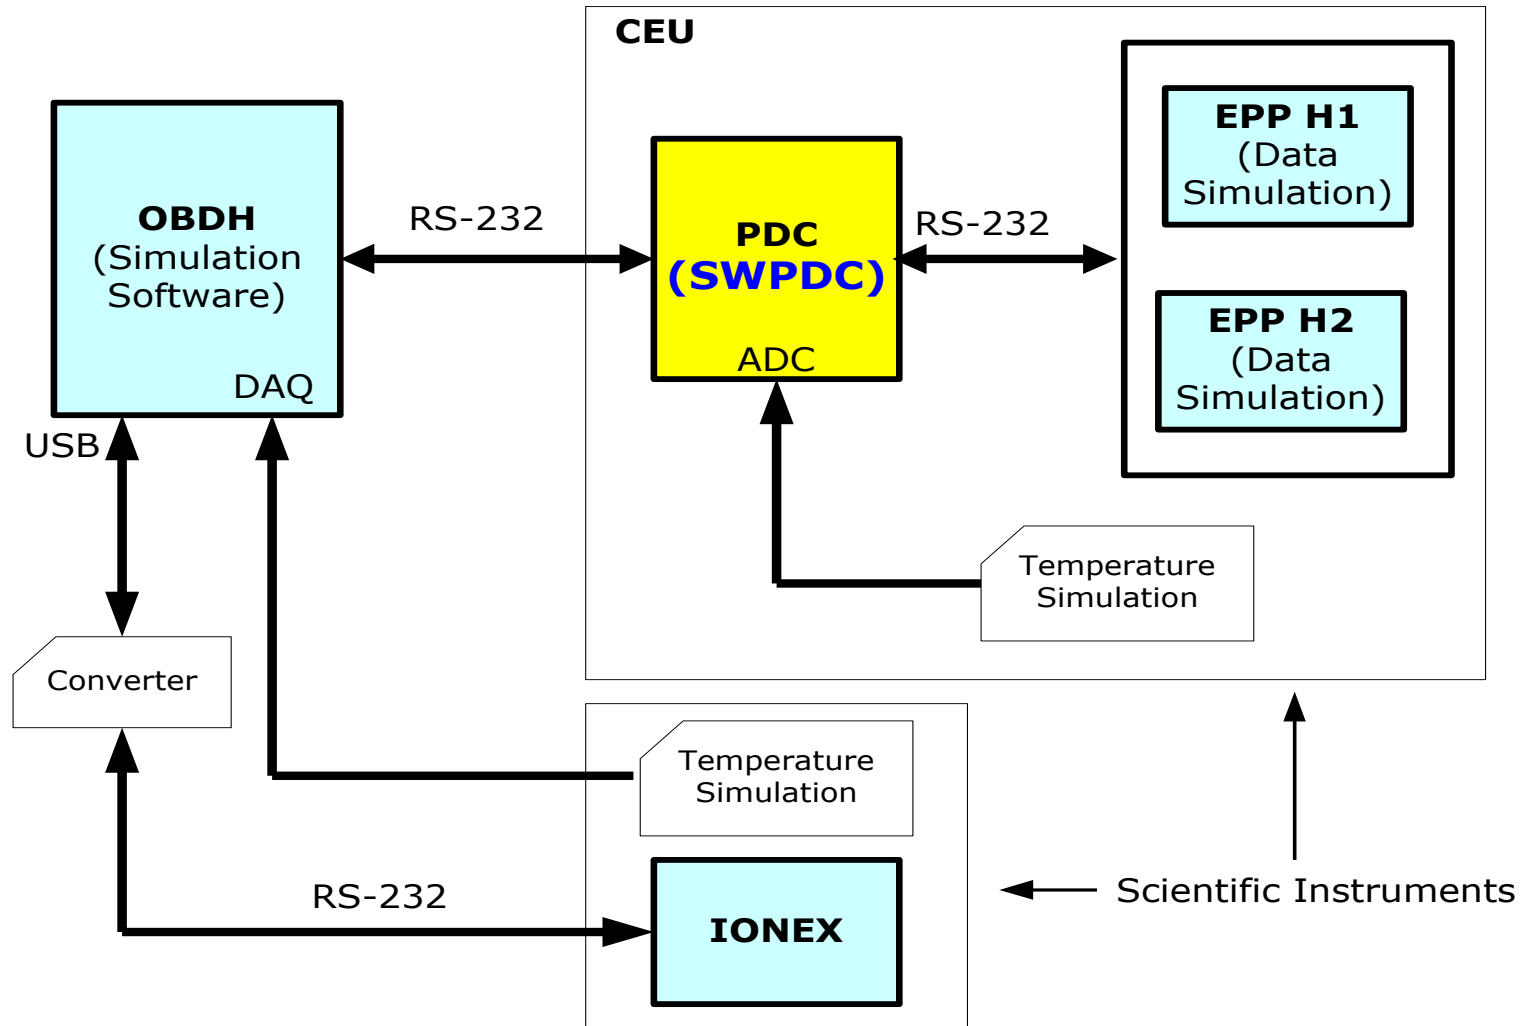 CEU
EPP H1
(Data
Simulation)
OBDH
(Simulation
Software)
DAQ
RS-232
PDC
(SWPDC)
ADC
RS-232
EPP H2
(Data
Simulation)
USB
Temperature
Simulation
Converter
Temperature
Simulation
RS-232
IONEX
Scientific Instruments